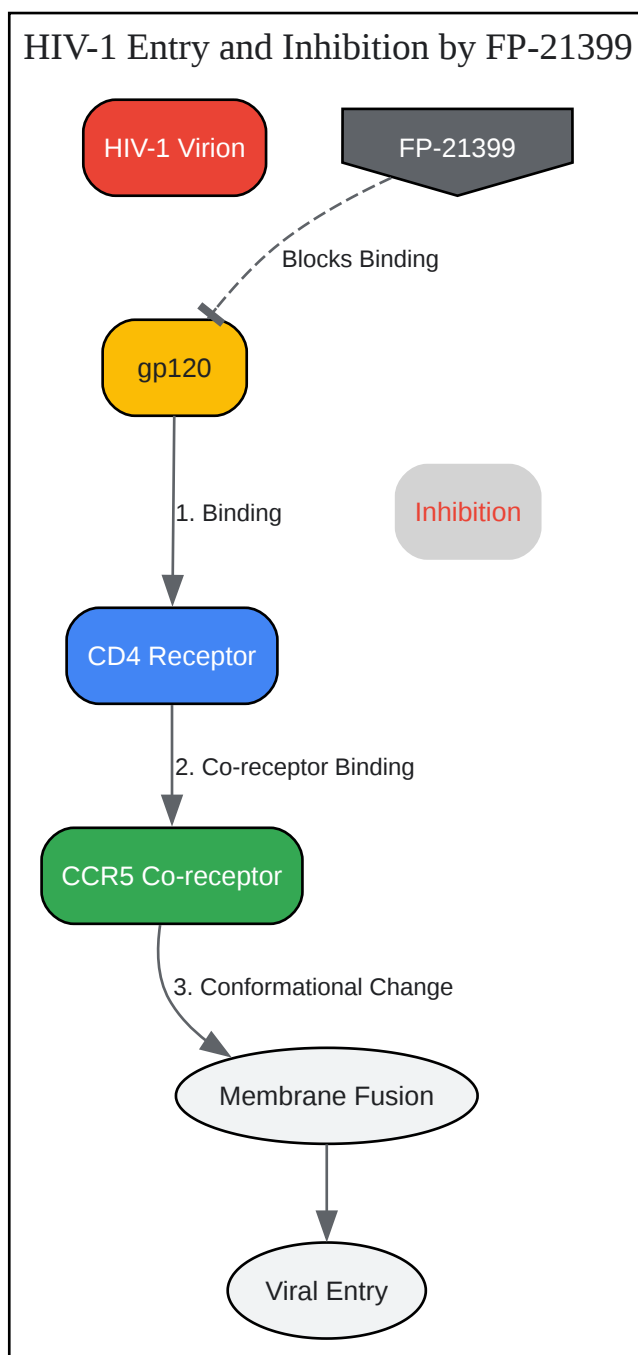 HIV-1 Entry and Inhibition by FP-21399
HIV-1 Virion
FP-21399
Blocks Binding
gp120
1. Binding
Inhibition
CD4 Receptor
2. Co-receptor Binding
CCR5 Co-receptor
3. Conformational Change
Membrane Fusion
Viral Entry